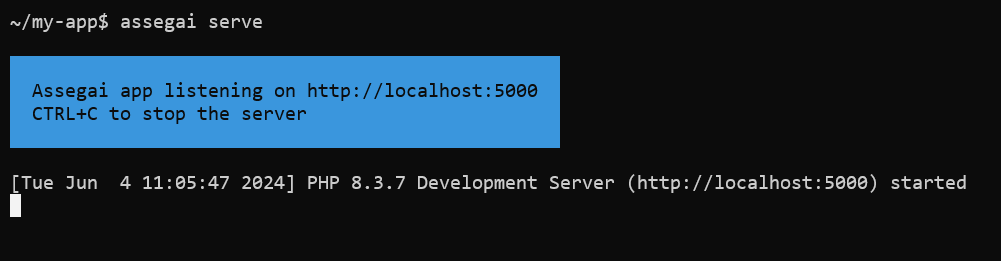 ~/my-app$ assegai serve
Assegai app listening on http://localhost:5000
CTRL+C to stop the server
[Tue Jun  4 11:05:47 2024] PHP 8.3.7 Development Server (http://localhost:5000) started